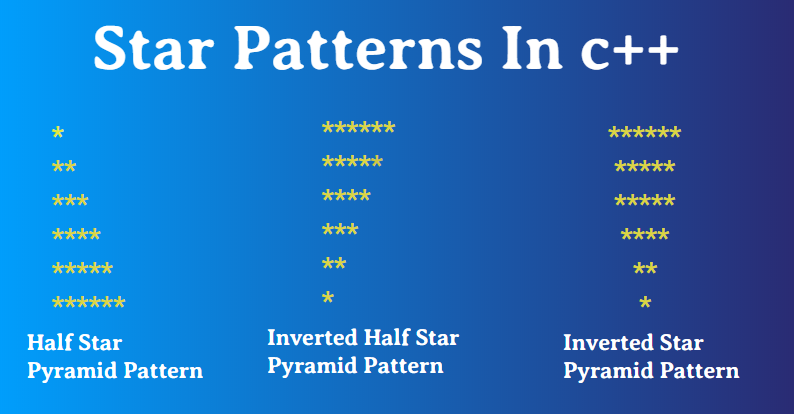 Star Patterns In c++
*
**
***
****
*****
******
Half Star
Pyramid Pattern
******
*****
****
***
**
*
Inverted Half Star
Pyramid Pattern
******
*****
*****
****
**
*
Inverted Star
Pyramid Pattern